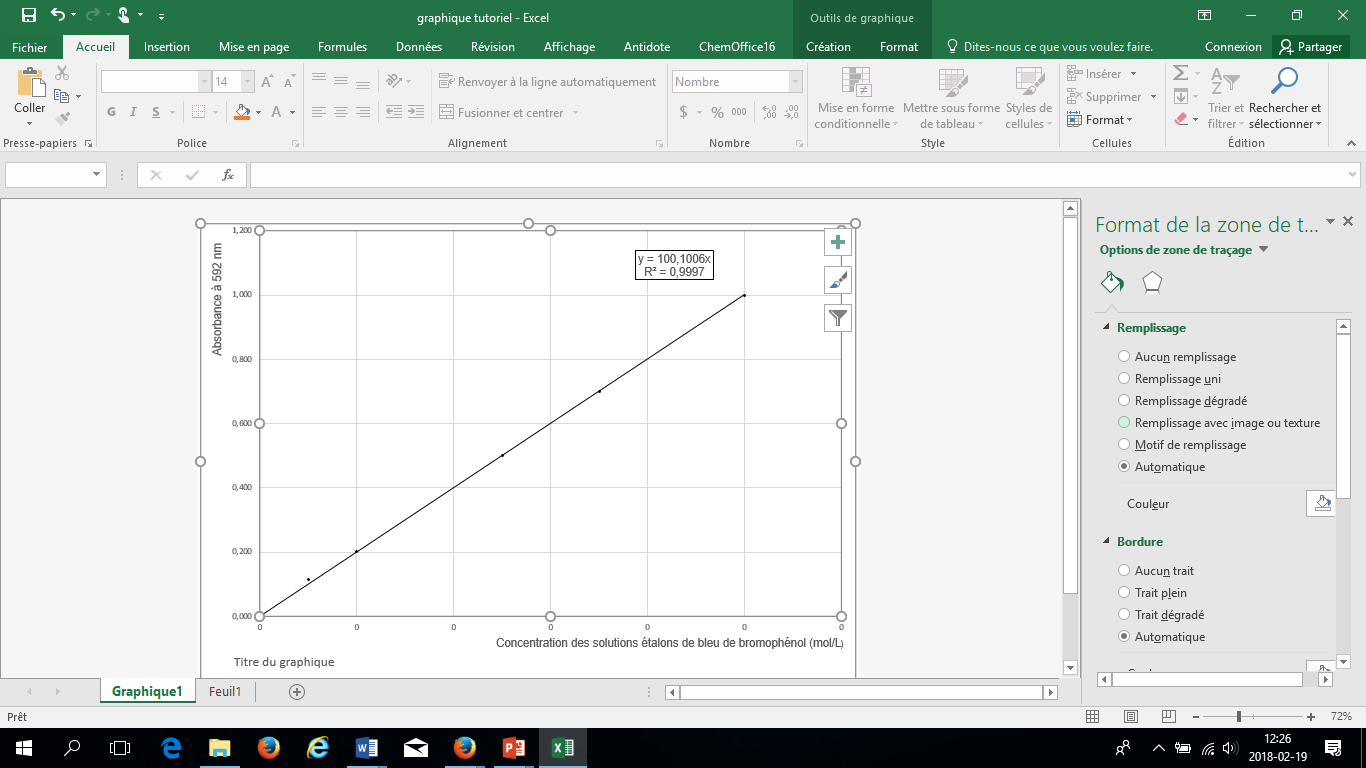 graphique tutoriel - Excel
Outils de graphique
Fichier Accueil Insertion Mise en page Formules Données Révision Affichage Antidote ChemOffice16 Création Format Dites-nous ce que vous voulez faire. Connexion Partager
Coller
Presse-papiers
14 A A
G I S A
Police
Renvoyer à la ligne automatiquement
Fusionner et centrer
Alignement
Nombre
$ % 000 ,00 ,00
Nombre
Mise en forme conditionnelle
Mettre sous forme de tableau
Styles de cellules
Style
Insérer
Supprimer
Format
Cellules
Trier et filtrer
Rechercher et sélectionner
Édition
fx
Absorbance à 592 nm
1,200
1,000
0,800
0,600
0,400
0,200
0,000
y = 100,1006x
R² = 0,9997
0 0 0 0 0 0 0
Concentration des solutions étalons de bleu de bromophénol (mol/L)
Titre du graphique
Format de la zone de t...
Options de zone de traçage
Remplissage
Aucun remplissage
Remplissage uni
Remplissage dégradé
Remplissage avec image ou texture
Motif de remplissage
Automatique
Couleur
Bordure
Aucun trait
Trait plein
Trait dégradé
Automatique
Graphique1 Feuil1
Prêt
72%
12:26
2018-02-19